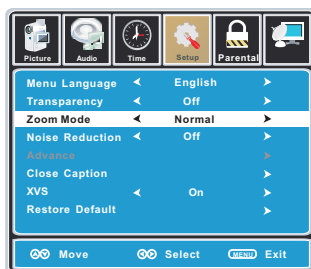 Picture Audio Time Setup Parental
Menu Language English
Transparency Off
Zoom Mode Normal
Noise Reduction Off
Advance
Close Caption
XVS On
Restore Default
Move Select MENU Exit